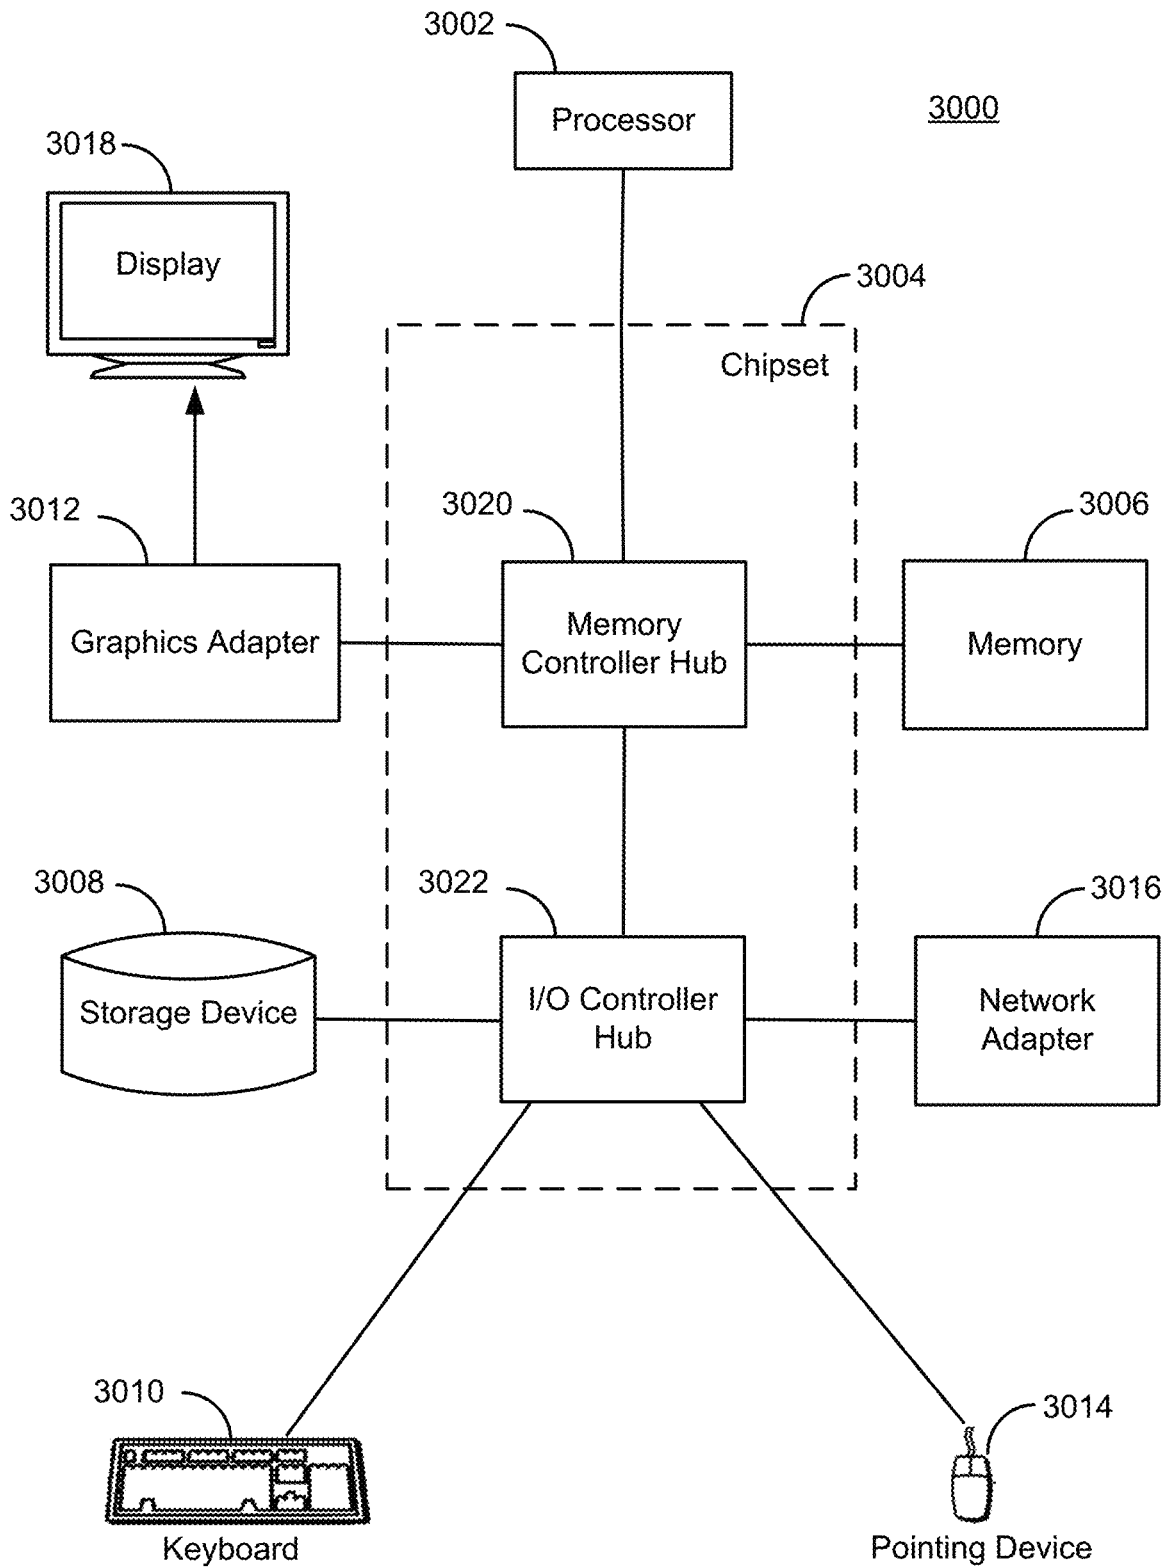 3002
Processor
3000
3018
Display
3004
Chipset
3012
Graphics Adapter
3020
Memory
Controller Hub
3006
Memory
3008
Storage Device
3022
I/O Controller
Hub
3016
Network
Adapter
3010
Keyboard
3014
Pointing Device